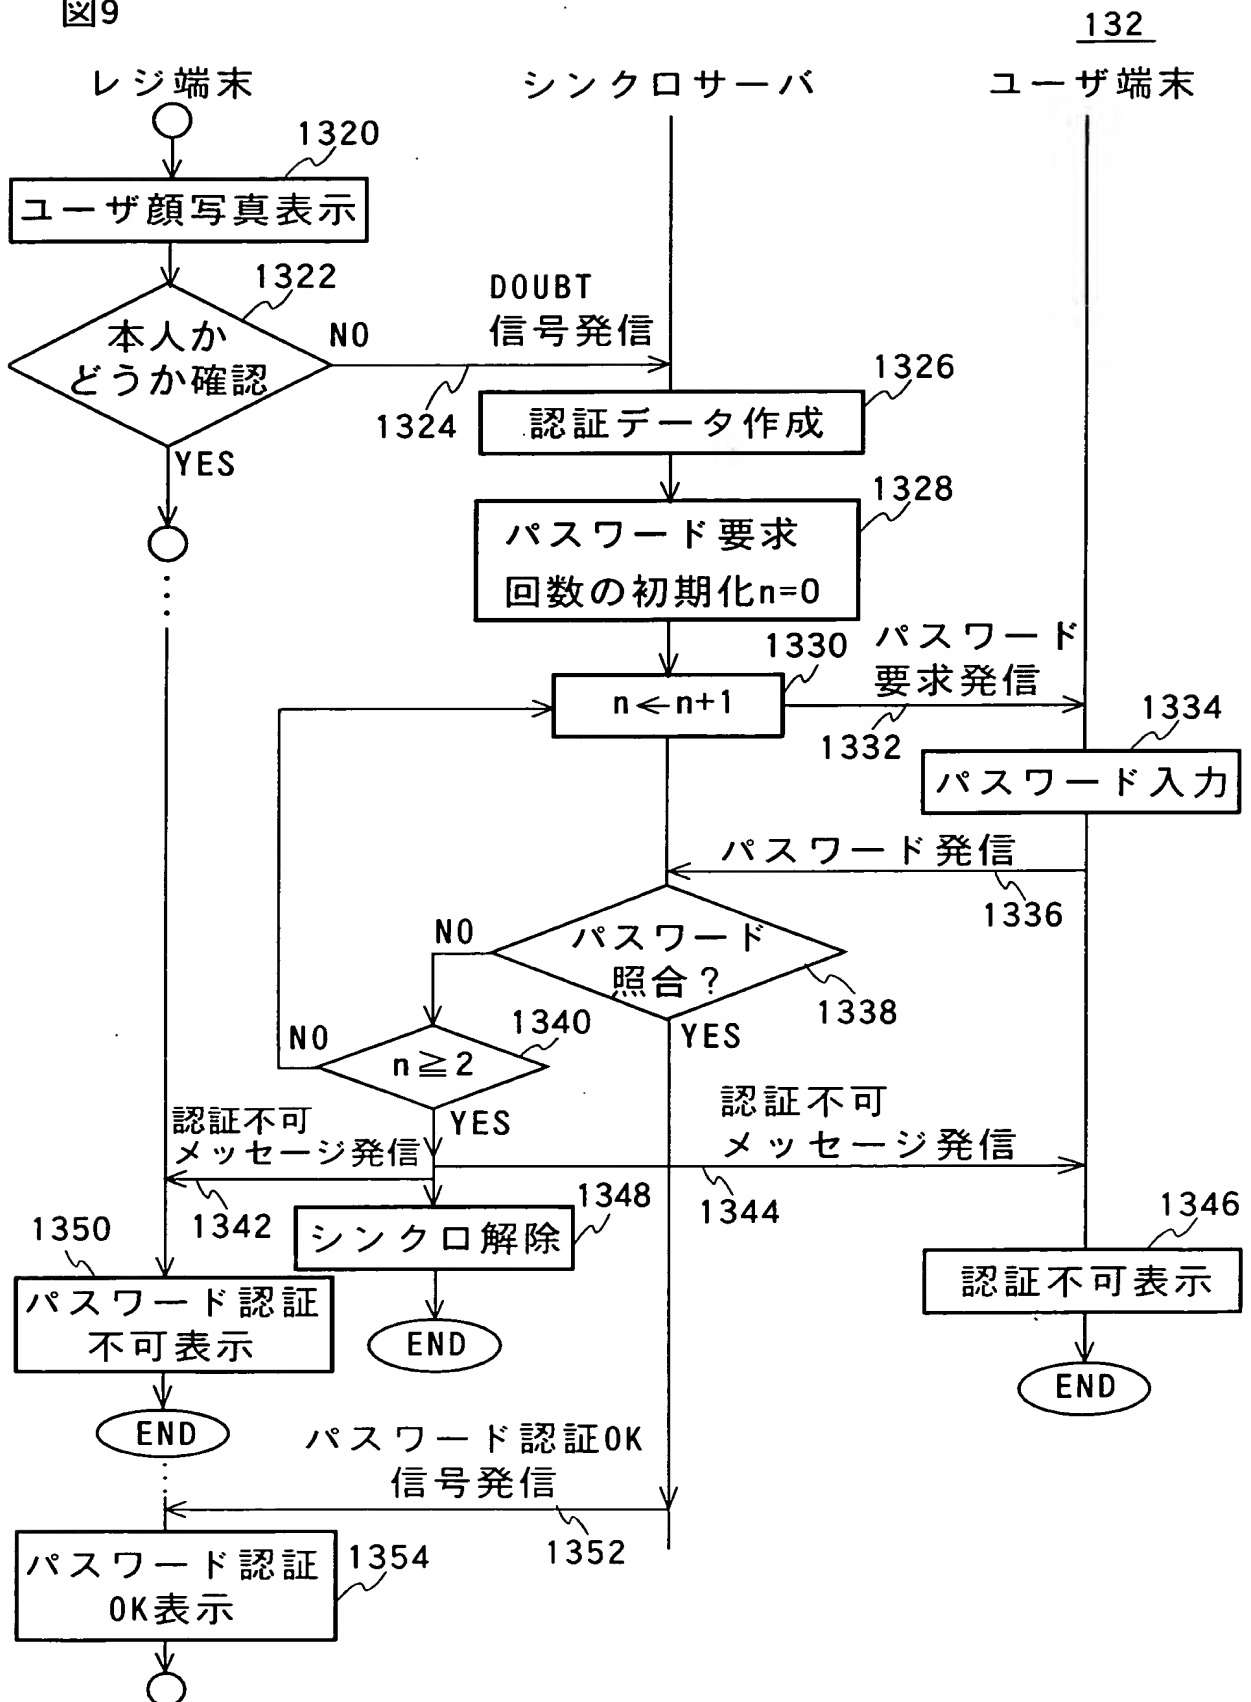 図9
132
レジ端末
シンクロサーバ
ユーザ端末
1320
ユーザ顔写真表示
1322
本人か
どうか確認
NO
DOUBT
信号発信
1324
1326
認証データ作成
YES
1328
パスワード要求
回数の初期化n=0
1330
n←n+1
パスワード
要求発信
1332
1334
パスワード入力
パスワード発信
1336
NO
パスワード
照合?
1338
YES
1340
NO
n≧2
YES
認証不可
メッセージ発信
1342
認証不可
メッセージ発信
1344
1348
シンクロ解除
END
1346
認証不可表示
END
1350
パスワード認証
不可表示
END
パスワード認証OK
信号発信
1352
パスワード認証
OK表示
1354